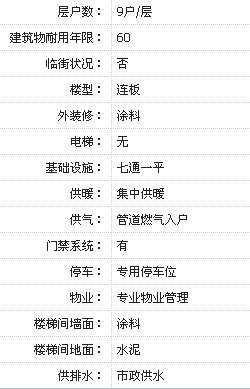 层户数： 9户/层
建筑物耐用年限： 60
临街状况： 否
楼型： 连板
外装修： 涂料
电梯： 无
基础设施： 七通一平
供暖： 集中供暖
供气： 管道燃气入户
门禁系统： 有
停车： 专用停车位
物业： 专业物业管理
楼梯间墙面： 涂料
楼梯间地面： 水泥
供排水： 市政供水